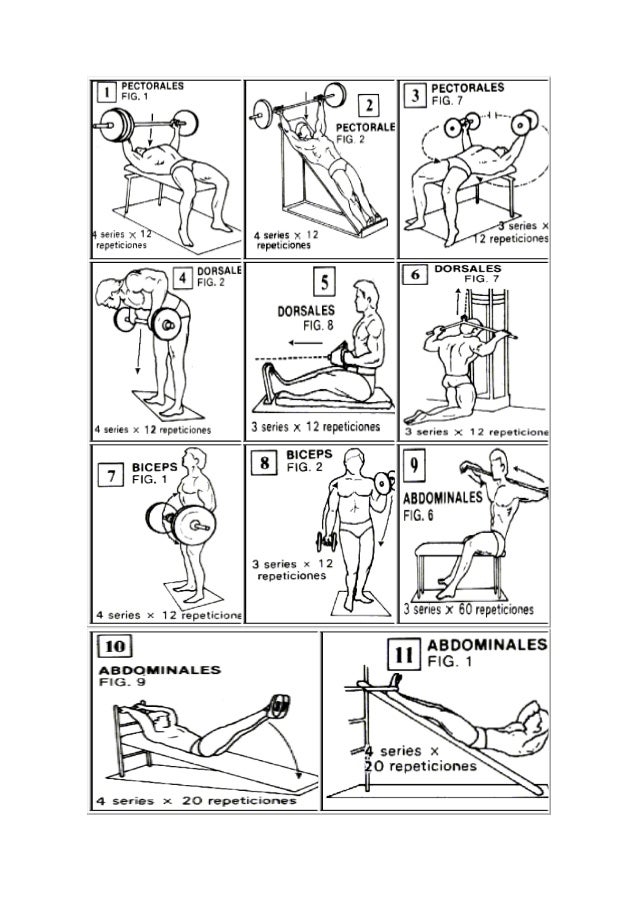 1 PECTORALES
FIG. 1
4 series x 12
repeticiones
2
PECTORALE
FIG. 2
4 series x 12
repeticiones
3 PECTORALES
FIG. 7
3 series x
12 repeticiones
4 DORSALE
FIG. 2
4 series x 12 repeticiones
5
DORSALES
FIG. 8
3 series x 12 repeticiones
6 DORSALES
FIG. 7
3 series x 12 repeticione
7 BICEPS
FIG. 1
4 series x 12 repeticione
8 BICEPS
FIG. 2
3 series x 12
repeticiones
9
ABDOMINALES
FIG. 6
3 series x 60 repeticiones
10
ABDOMINALES
FIG. 9
4 series x 20 repeticiones
11 ABDOMINALES
FIG. 1
4 series x
20 repeticiones